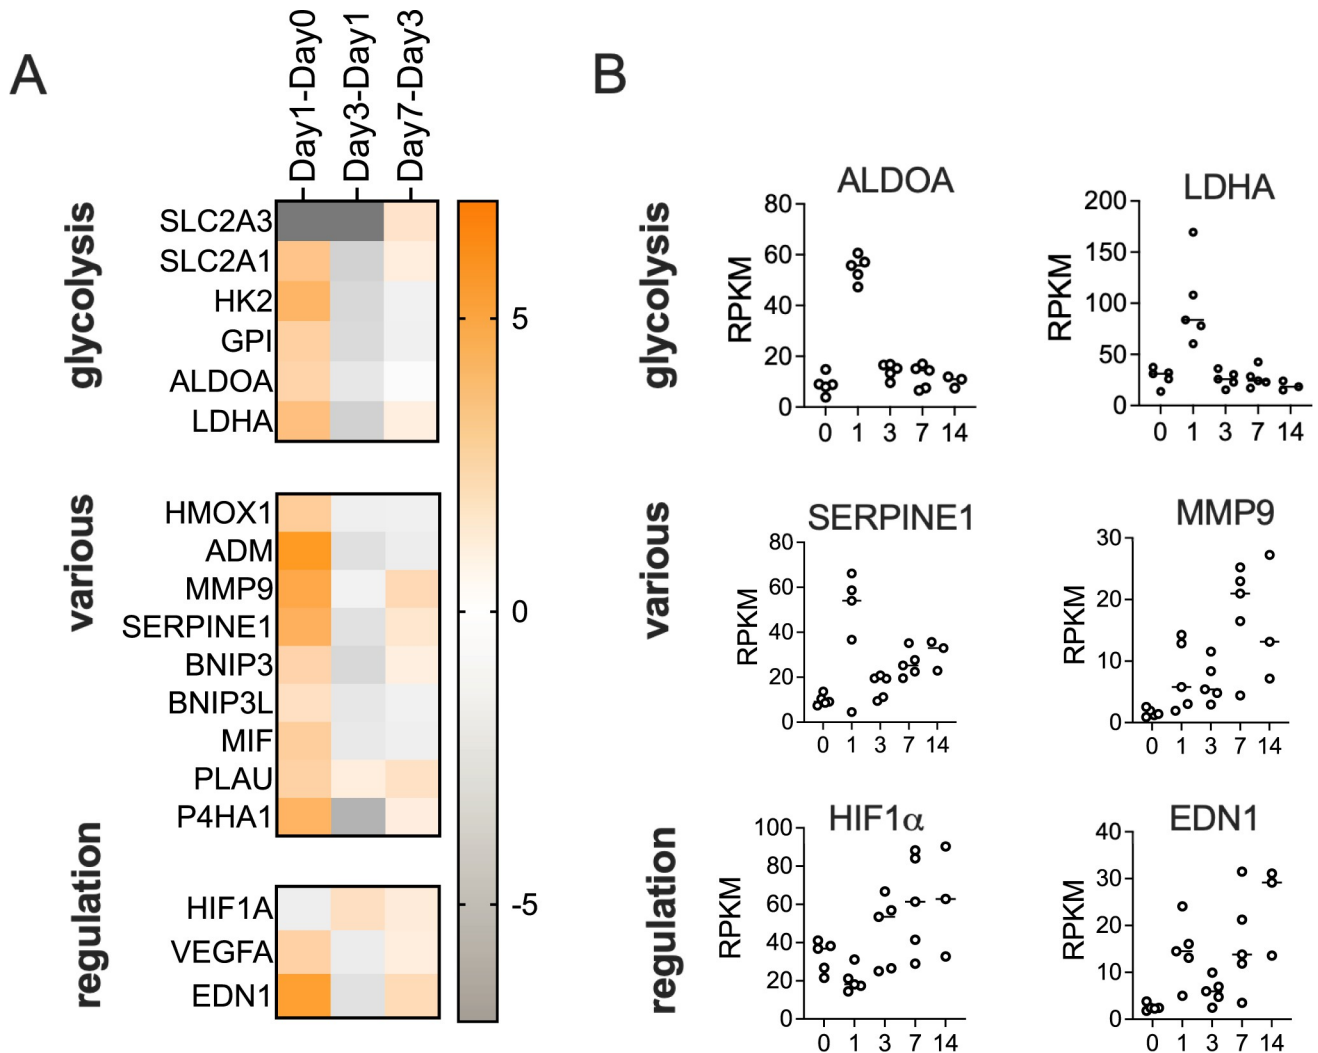 A
Day1-Day0
Day3-Day1
Day7-Day3
glycolysis
SLC2A3
SLC2A1
HK2
GPI
ALDOA
LDHA
various
HMOX1
ADM
MMP9
SERPINE1
BNIP3
BNIP3L
MIF
PLAU
P4HA1
regulation
HIF1A
VEGFA
EDN1
5
0
-5
B
glycolysis
ALDOA
RPKM
80
60
40
20
0
0 1 3 7 14
LDHA
RPKM
200
150
100
50
0
0 1 3 7 14
various
SERPINE1
RPKM
80
60
40
20
0
0 1 3 7 14
MMP9
RPKM
30
20
10
0
0 1 3 7 14
regulation
HIF1α
RPKM
100
80
60
40
20
0
0 1 3 7 14
EDN1
RPKM
40
30
20
10
0
0 1 3 7 14